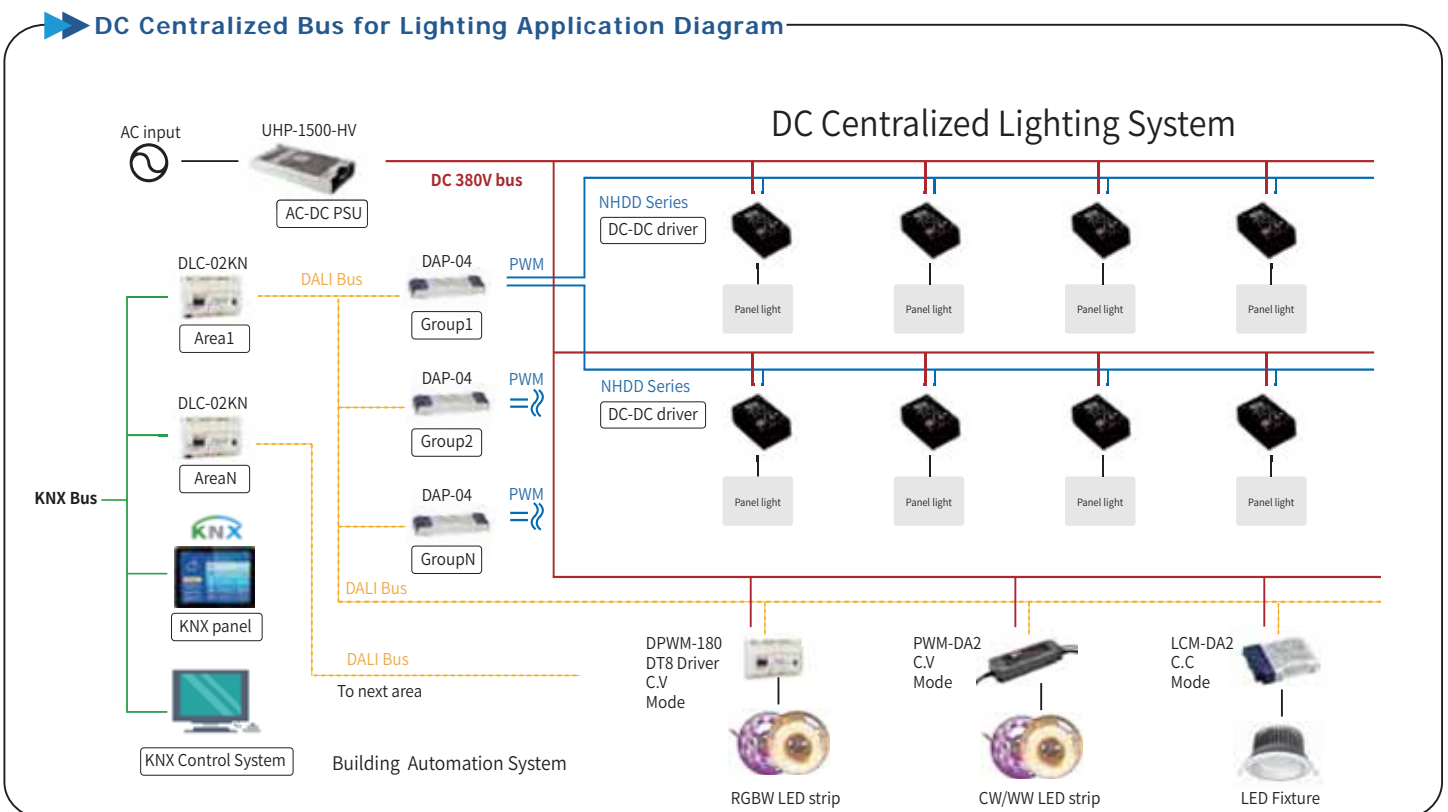 DC Centralized Bus for Lighting Application Diagram
DC Centralized Lighting System
AC input
UHP-1500-HV
AC-DC PSU
DC 380V bus
NHDD Series
DC-DC driver
DLC-02KN
Area1
DALI Bus
DAP-04
PWM
Group1
Panel light
Panel light
Panel light
Panel light
DAP-04
PWM
Group2
NHDD Series
DC-DC driver
DLC-02KN
AreaN
Panel light
Panel light
Panel light
Panel light
KNX Bus
DAP-04
PWM
GroupN
KNX
KNX panel
DALI Bus
DALI Bus
To next area
DPWM-180
DT8 Driver
C.V
Mode
PWM-DA2
C.V
Mode
LCM-DA2
C.C
Mode
KNX Control System
Building Automation System
RGBW LED strip
CW/WW LED strip
LED Fixture